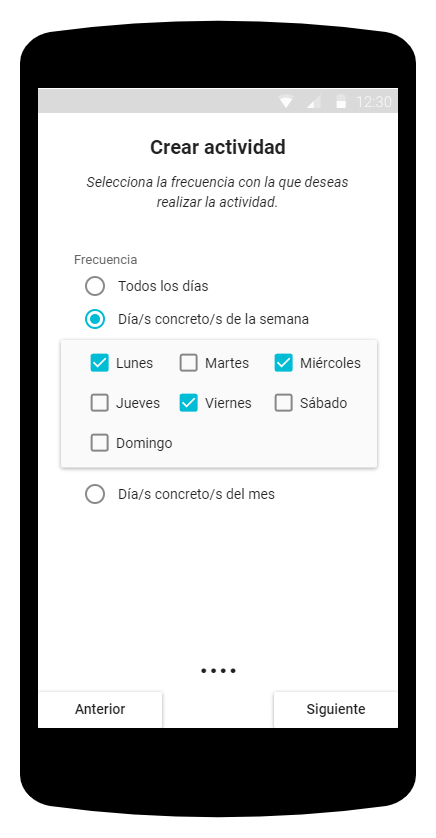 12:30
Crear actividad
Selecciona la frecuencia con la que deseas
realizar la actividad.
Frecuencia
Todos los días
Día/s concreto/s de la semana
Lunes Martes Miércoles
Jueves Viernes Sábado
Domingo
Día/s concreto/s del mes
Anterior Siguiente